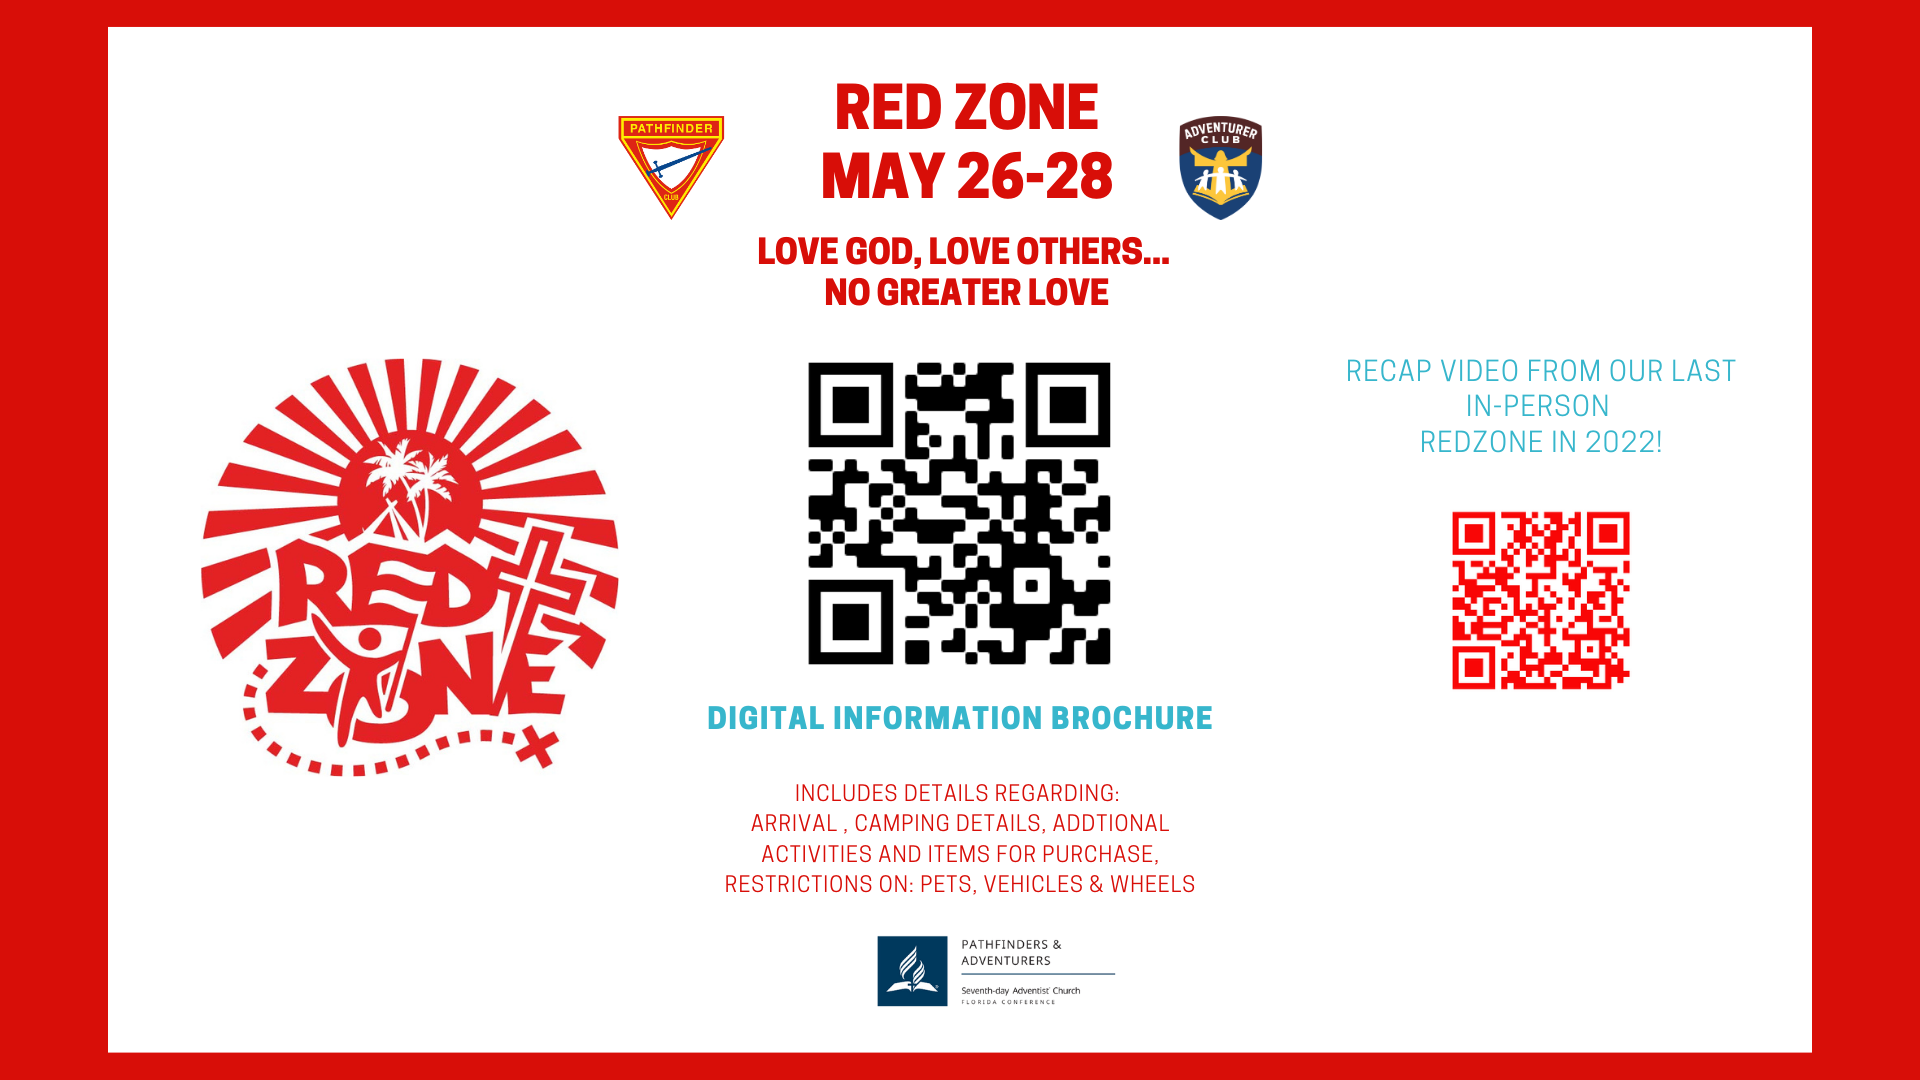 RED ZONE
MAY 26-28
PATHFINDER
CLUB
ADVENTURER
CLUB
LOVE GOD, LOVE OTHERS...
NO GREATER LOVE
RED
ZONE
RECAP VIDEO FROM OUR LAST
IN-PERSON
REDZONE IN 2022!
DIGITAL INFORMATION BROCHURE
INCLUDES DETAILS REGARDING:
ARRIVAL , CAMPING DETAILS, ADDTIONAL
ACTIVITIES AND ITEMS FOR PURCHASE,
RESTRICTIONS ON: PETS, VEHICLES & WHEELS
PATHFINDERS &
ADVENTURERS
Seventh-day Adventist Church
FLORIDA CONFERENCE